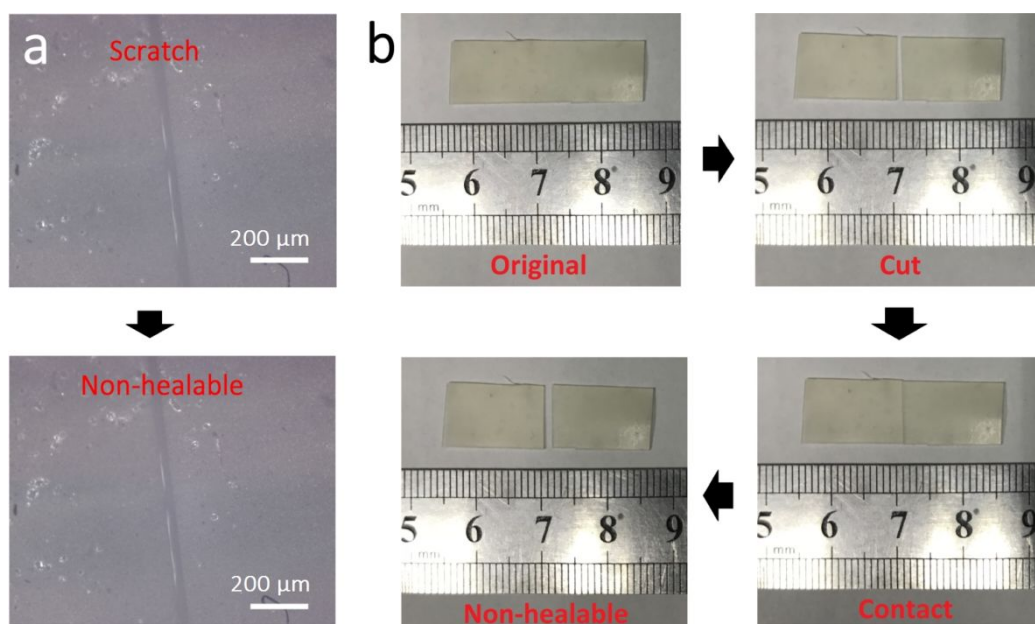 a
Scratch
200 µm
Non-healable
200 µm
b
5 6 7 8 9
mm
Original
5 6 7 8 9
mm
Cut
5 6 7 8 9
mm
Non-healable
5 6 7 8 9
mm
Contact